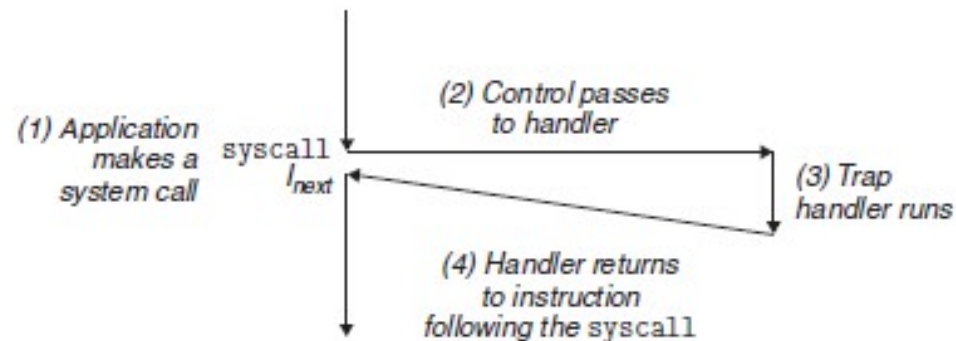 (1) Application
makes a
system call
syscall
Inext
(2) Control passes
to handler
(3) Trap
handler runs
(4) Handler returns
to instruction
following the syscall